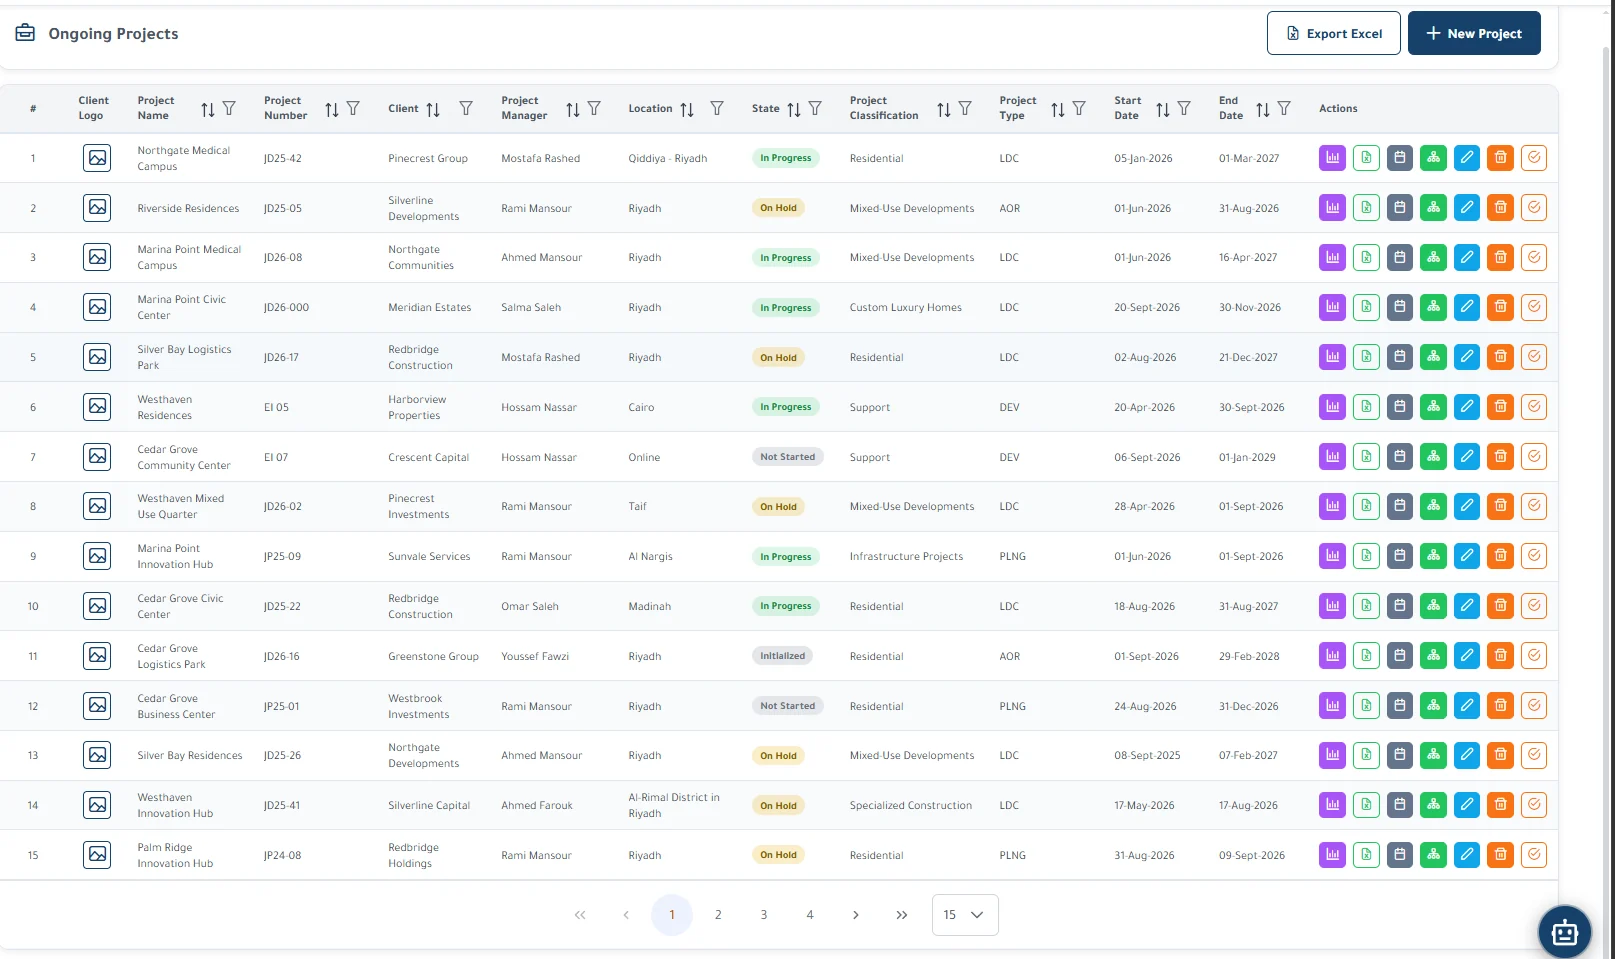 Ongoing Projects
Export Excel
New Project
# Client Logo Project Name Project Number Client Project Manager Location State Project Classification Project Type Start Date End Date Actions
1 Northgate Medical Campus JD25-42 Pinecrest Group Mostafa Rashed Qiddiya - Riyadh In Progress Residential LDC 05-Jan-2026 01-Mar-2027
2 Riverside Residences JD25-05 Silverline Developments Rami Mansour Riyadh On Hold Mixed-Use Developments AOR 01-Jun-2026 31-Aug-2026
3 Marina Point Medical Campus JD26-08 Northgate Communities Ahmed Mansour Riyadh In Progress Mixed-Use Developments LDC 01-Jun-2026 16-Apr-2027
4 Marina Point Civic Center JD26-000 Meridian Estates Salma Saleh Riyadh In Progress Custom Luxury Homes LDC 20-Sept-2026 30-Nov-2026
5 Silver Bay Logistics Park JD26-17 Redbridge Construction Mostafa Rashed Riyadh On Hold Residential LDC 02-Aug-2026 21-Dec-2027
6 Westhaven Residences EI 05 Harborview Properties Hossam Nassar Cairo In Progress Support DEV 20-Apr-2026 30-Sept-2026
7 Cedar Grove Community Center EI 07 Crescent Capital Hossam Nassar Online Not Started Support DEV 06-Sept-2026 01-Jan-2029
8 Westhaven Mixed Use Quarter JD26-02 Pinecrest Investments Rami Mansour Taif On Hold Mixed-Use Developments LDC 28-Apr-2026 01-Sept-2026
9 Marina Point Innovation Hub JP25-09 Sunvale Services Rami Mansour Al Nargis In Progress Infrastructure Projects PLNG 01-Jun-2026 01-Sept-2026
10 Cedar Grove Civic Center JD25-22 Redbridge Construction Omar Saleh Madinah In Progress Residential LDC 18-Aug-2026 31-Aug-2027
11 Cedar Grove Logistics Park JD26-16 Greenstone Group Youssef Fawzi Riyadh Initialized Residential AOR 01-Sept-2026 29-Feb-2028
12 Cedar Grove Business Center JP25-01 Westbrook Investments Rami Mansour Riyadh Not Started Residential PLNG 24-Aug-2026 31-Dec-2026
13 Silver Bay Residences JD25-26 Northgate Developments Ahmed Mansour Riyadh On Hold Mixed-Use Developments LDC 08-Sept-2025 07-Feb-2027
14 Westhaven Innovation Hub JD25-41 Silverline Capital Ahmed Farouk Al-Rimal District in Riyadh On Hold Specialized Construction LDC 17-May-2026 17-Aug-2026
15 Palm Ridge Innovation Hub JP24-08 Redbridge Holdings Rami Mansour Riyadh On Hold Residential PLNG 31-Aug-2026 09-Sept-2026
1 2 3 4 15